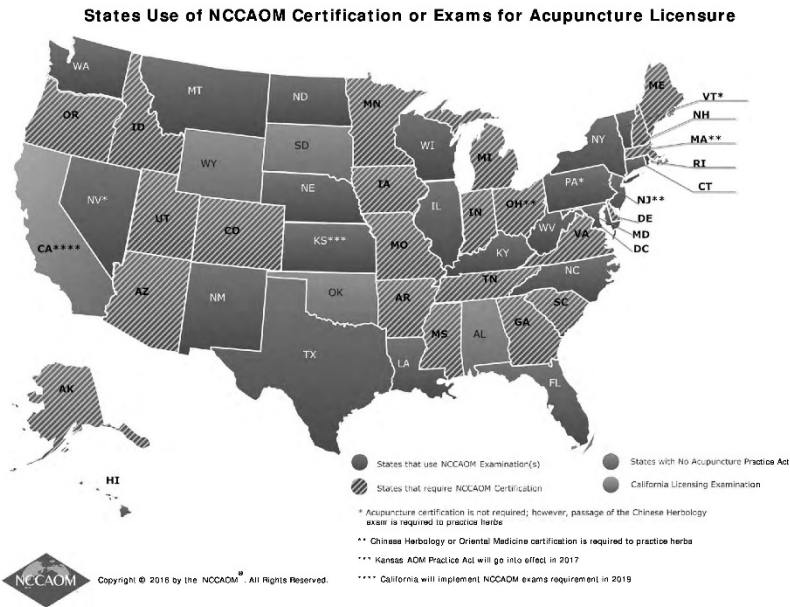 States Use of NCCAOM Certification or Exams for Acupuncture Licensure
WA
MT
ND
MN
ME
VT*
NH
OR
ID
SD
WI
NY
MA**
WY
MI
RI
CT
IA
PA*
NE
NJ**
NV*
IL
IN
OH**
DE
UT
CO
MD
CA****
KS***
MO
WV
VA
DC
KY
NC
AZ
NM
OK
TN
AR
SC
MS
AL
GA
TX
LA
AK
FL
HI
States that use NCCAOM Examination(s)
States with No Acupuncture Practice Act
States that require NCCAOM Certification
California Licensing Examination
* Acupuncture certification is not required; however, passage of the Chinese Herbology
exam is required to practice herbs
** Chinese Herbology or Oriental Medicine certification is required to practice herbs
*** Kansas AOM Practice Act will go into effect in 2017
**** California will implement NCCAOM exams requirement in 2019
NCCAOM
Copyright © 2016 by the NCCAOM®. All Rights Reserved.